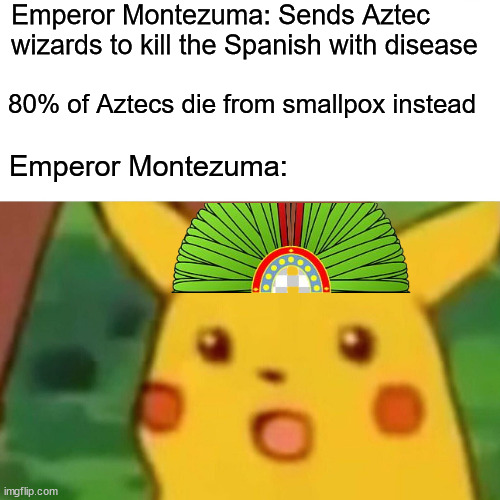 Emperor Montezuma: Sends Aztec
wizards to kill the Spanish with disease
80% of Aztecs die from smallpox instead
Emperor Montezuma:
imgflip.com